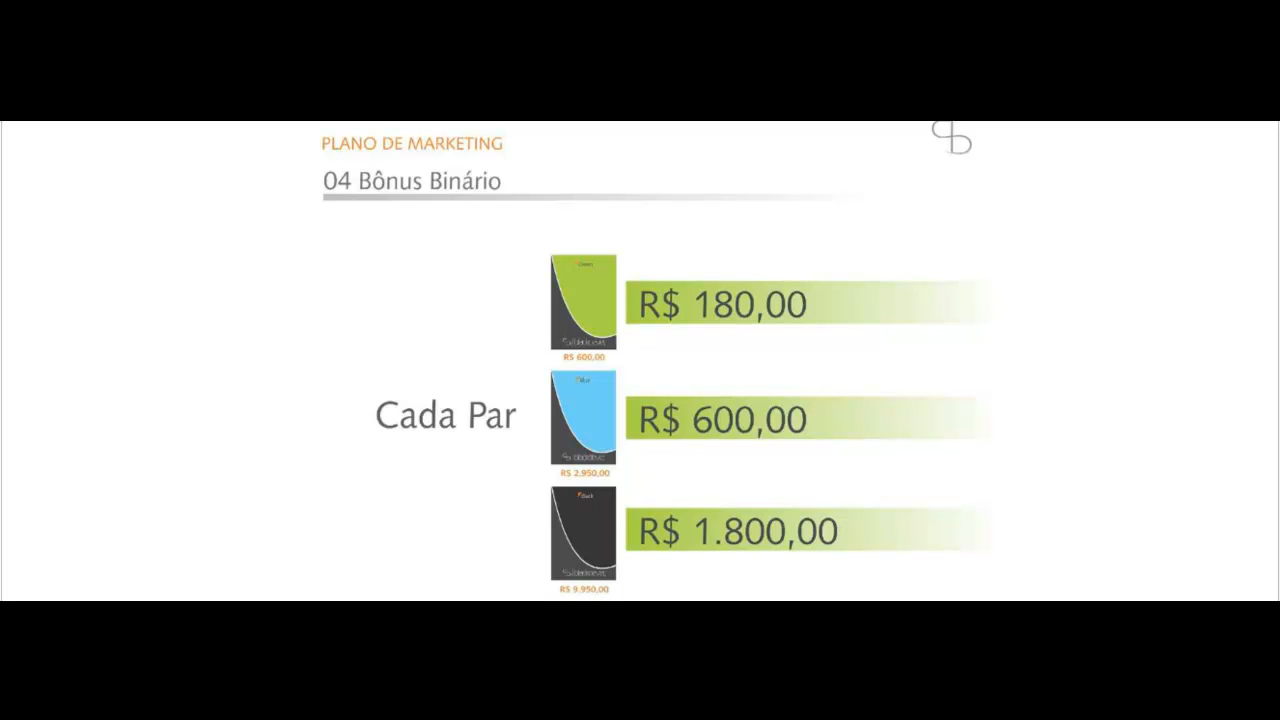 PLANO DE MARKETING
04 Bônus Binário
R$ 180,00
R$ 600,00
Cada Par
R$ 600,00
R$ 2.950,00
Black
R$ 1.800,00
R$ 9.950,00